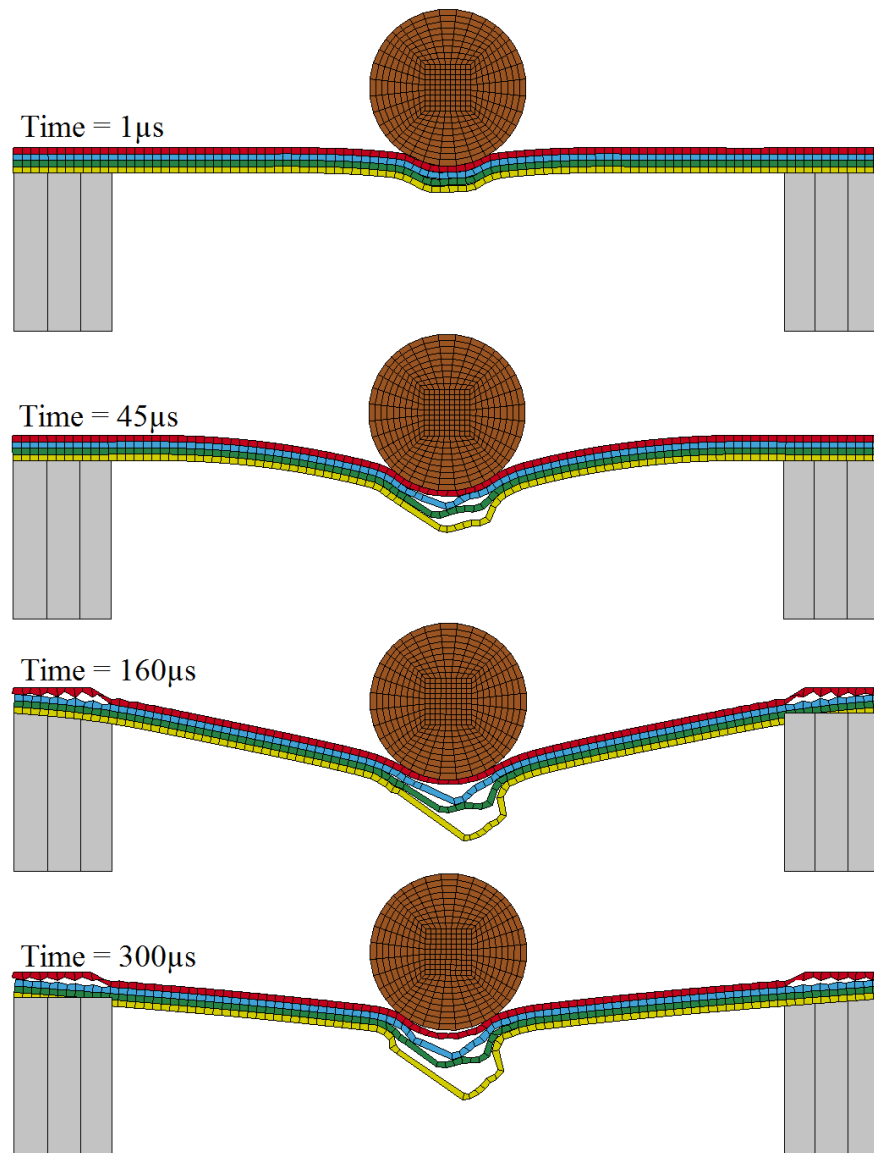 Time = 1µs
Time = 45µs
Time = 160µs
Time = 300µs